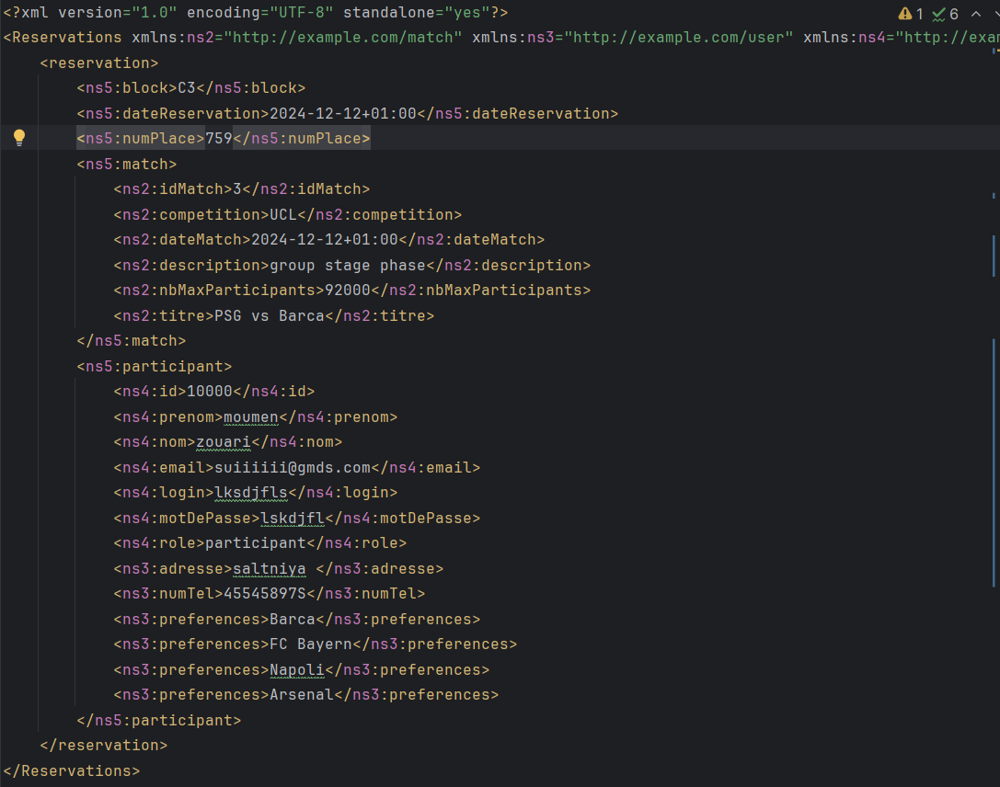 <?xml version="1.0" encoding="UTF-8" standalone="yes"?> 1 6
<Reservations xmlns:ns2="http://example.com/match" xmlns:ns3="http://example.com/user" xmlns:ns4="http://exam
<reservation>
<ns5:block>C3</ns5:block>
<ns5:dateReservation>2024-12-12+01:00</ns5:dateReservation>
<ns5:numPlace>759</ns5:numPlace>
<ns5:match>
<ns2:idMatch>3</ns2:idMatch>
<ns2:competition>UCL</ns2:competition>
<ns2:dateMatch>2024-12-12+01:00</ns2:dateMatch>
<ns2:description>group stage phase</ns2:description>
<ns2:nbMaxParticipants>92000</ns2:nbMaxParticipants>
<ns2:titre>PSG vs Barca</ns2:titre>
</ns5:match>
<ns5:participant>
<ns4:id>10000</ns4:id>
<ns4:prenom>moumen</ns4:prenom>
<ns4:nom>zouari</ns4:nom>
<ns4:email>suiiiiii@gmds.com</ns4:email>
<ns4:login>lksdjfls</ns4:login>
<ns4:motDePasse>lskdjfl</ns4:motDePasse>
<ns4:role>participant</ns4:role>
<ns3:adresse>saltniya </ns3:adresse>
<ns3:numTel>45545897S</ns3:numTel>
<ns3:preferences>Barca</ns3:preferences>
<ns3:preferences>FC Bayern</ns3:preferences>
<ns3:preferences>Napoli</ns3:preferences>
<ns3:preferences>Arsenal</ns3:preferences>
</ns5:participant>
</reservation>
</Reservations>